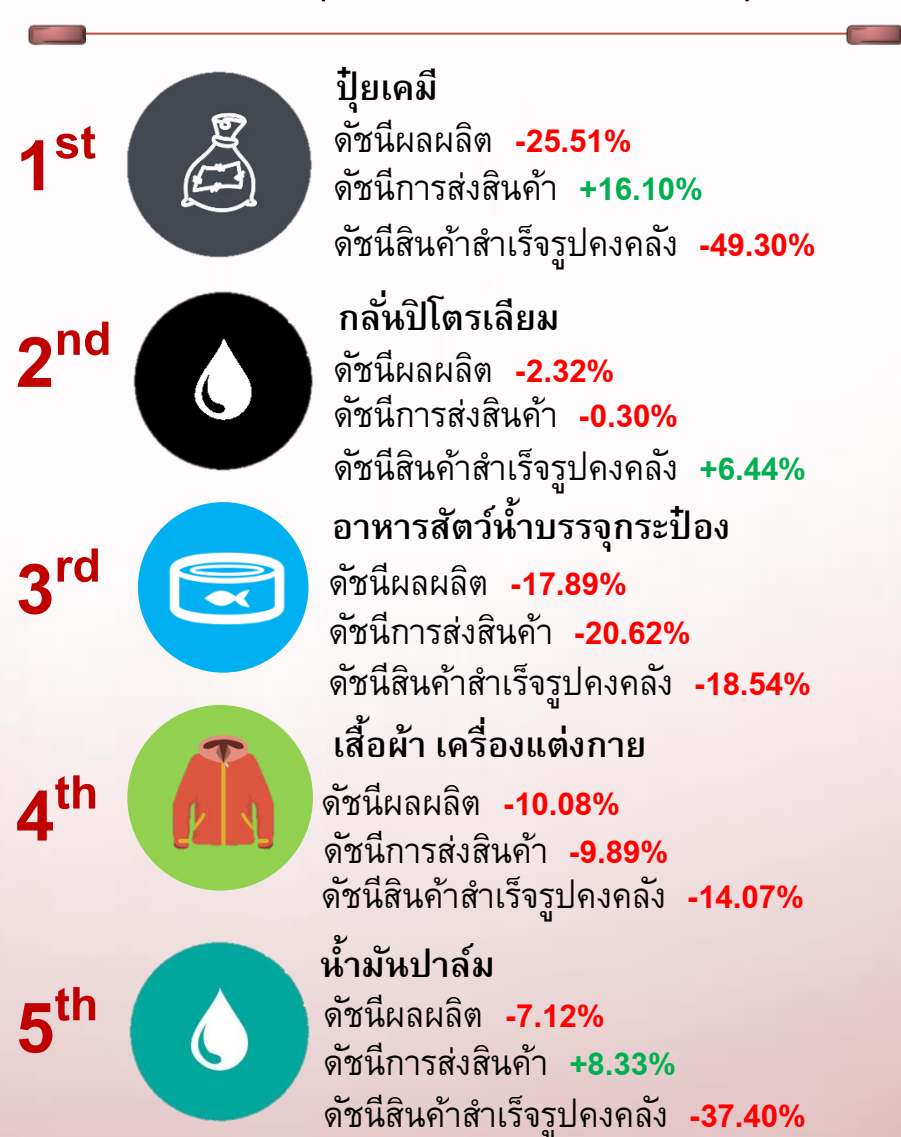 1st
ปุ๋ยเคมี
ดัชนีผลผลิต -25.51%
ดัชนีการส่งสินค้า +16.10%
ดัชนีสินค้าสำเร็จรูปคงคลัง -49.30%
2nd
กลั่นปิโตรเลียม
ดัชนีผลผลิต -2.32%
ดัชนีการส่งสินค้า -0.30%
ดัชนีสินค้าสำเร็จรูปคงคลัง +6.44%
3rd
อาหารสัตว์น้ำบรรจุกระป๋อง
ดัชนีผลผลิต -17.89%
ดัชนีการส่งสินค้า -20.62%
ดัชนีสินค้าสำเร็จรูปคงคลัง -18.54%
4th
เสื้อผ้า เครื่องแต่งกาย
ดัชนีผลผลิต -10.08%
ดัชนีการส่งสินค้า -9.89%
ดัชนีสินค้าสำเร็จรูปคงคลัง -14.07%
5th
น้ำมันปาล์ม
ดัชนีผลผลิต -7.12%
ดัชนีการส่งสินค้า +8.33%
ดัชนีสินค้าสำเร็จรูปคงคลัง -37.40%